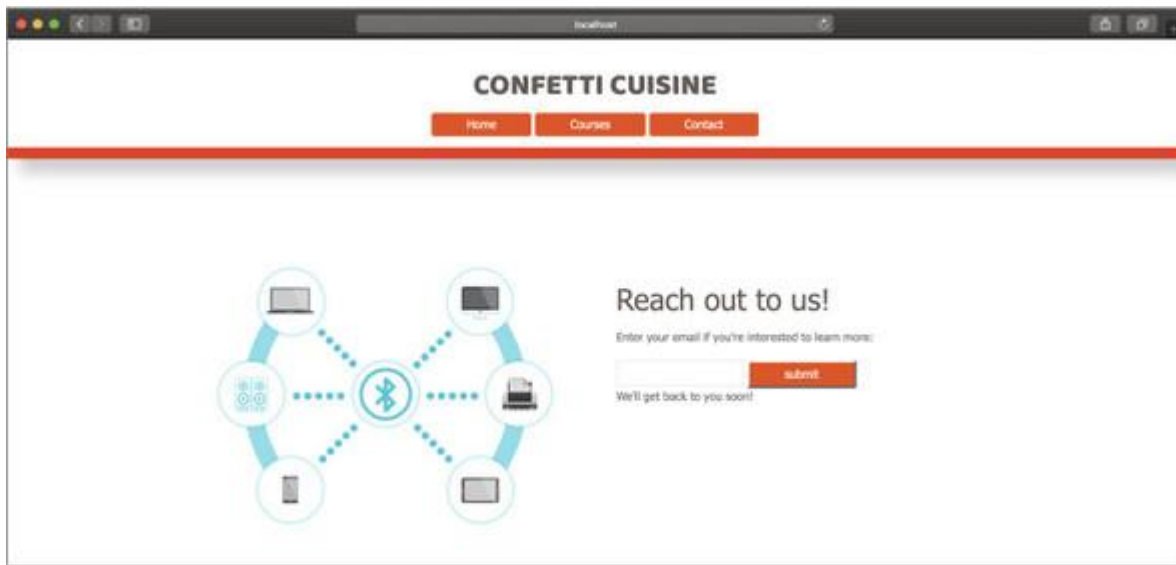 localhost
CONFETTI CUISINE
Home Courses Contact
Reach out to us!
Enter your email if you're interested to learn more:
submit
We'll get back to you soon!